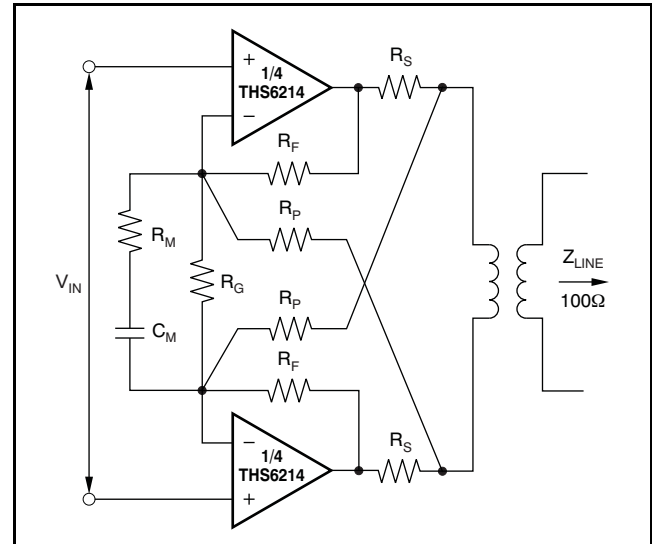 +
1/4
THS6214
−
R_S
R_F
R_P
R_M
R_G
V_IN
C_M
R_P
R_F
Z_LINE
100Ω
−
1/4
THS6214
+
R_S